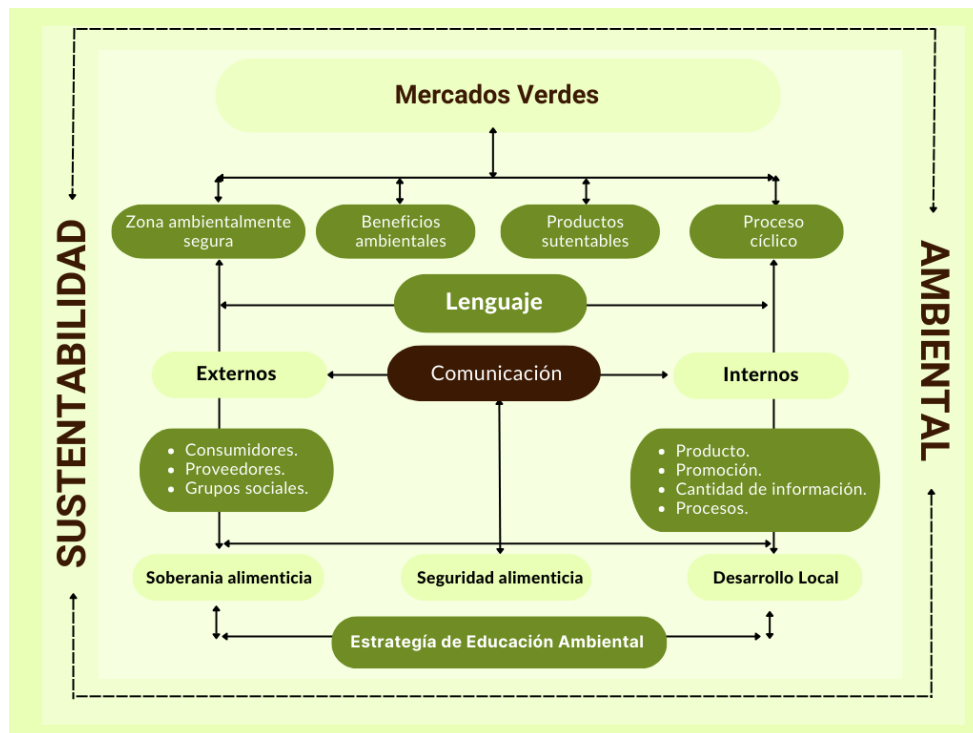 Mercados Verdes
Zona ambientalmente
segura
Beneficios
ambientales
Productos
sutentables
Proceso
cíclico
SUSTENTABILIDAD
AMBIENTAL
Lenguaje
Externos
Comunicación
Internos
• Consumidores.
• Proveedores.
• Grupos sociales.
• Producto.
• Promoción.
• Cantidad de información.
• Procesos.
Soberania alimenticia
Seguridad alimenticia
Desarrollo Local
Estrategía de Educación Ambiental